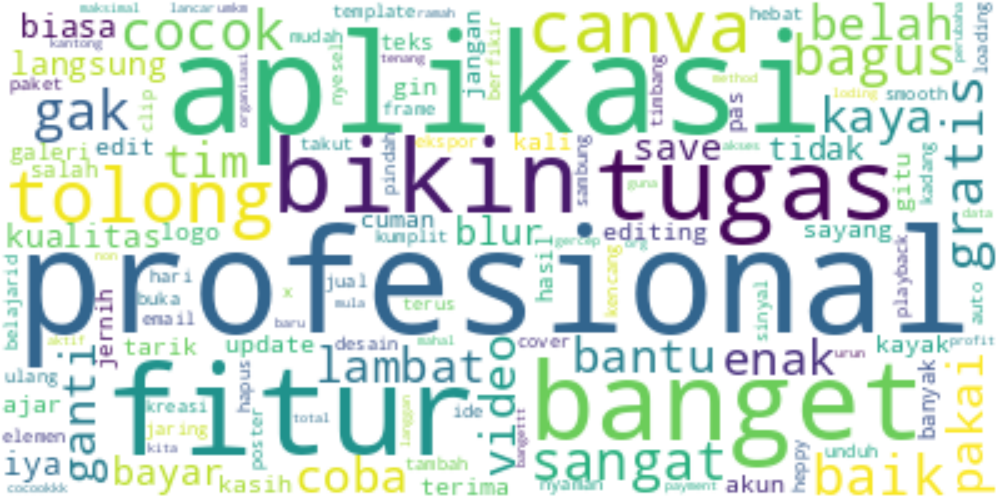 maksimal lancar umkm template ramah hebat belah perubaha
biasa cocok mudah teks canva bagus loading
kantong tenang jangan berfikir
langsung aplikasi nyesel gin method
paket clip organisasi frame timbang pas loding smooth
gak kaya gratis
galeri edit takut ekspor kali save akses tidak
salah tim pindah sambung gitu kadang
tolong bikin tugas guna data
cuman
kualitas logo kumplit blur gercep org editing sayang
profesional
belajarid non hari jual hasil kencang sinyal playback auto
buka x mula terus
email baru
aktif jernih tarik update desain mahal cover bantu enak urun kayak profit
ulang ganti lambat video banget pakai
fitur hapus
ajar kreasi total langgan ide banyak
jaring
elemen kita poster bangettt
iya bayar kasih coba tambah sangat unduh baik
cocookkk terima nyaman payment akun heppy